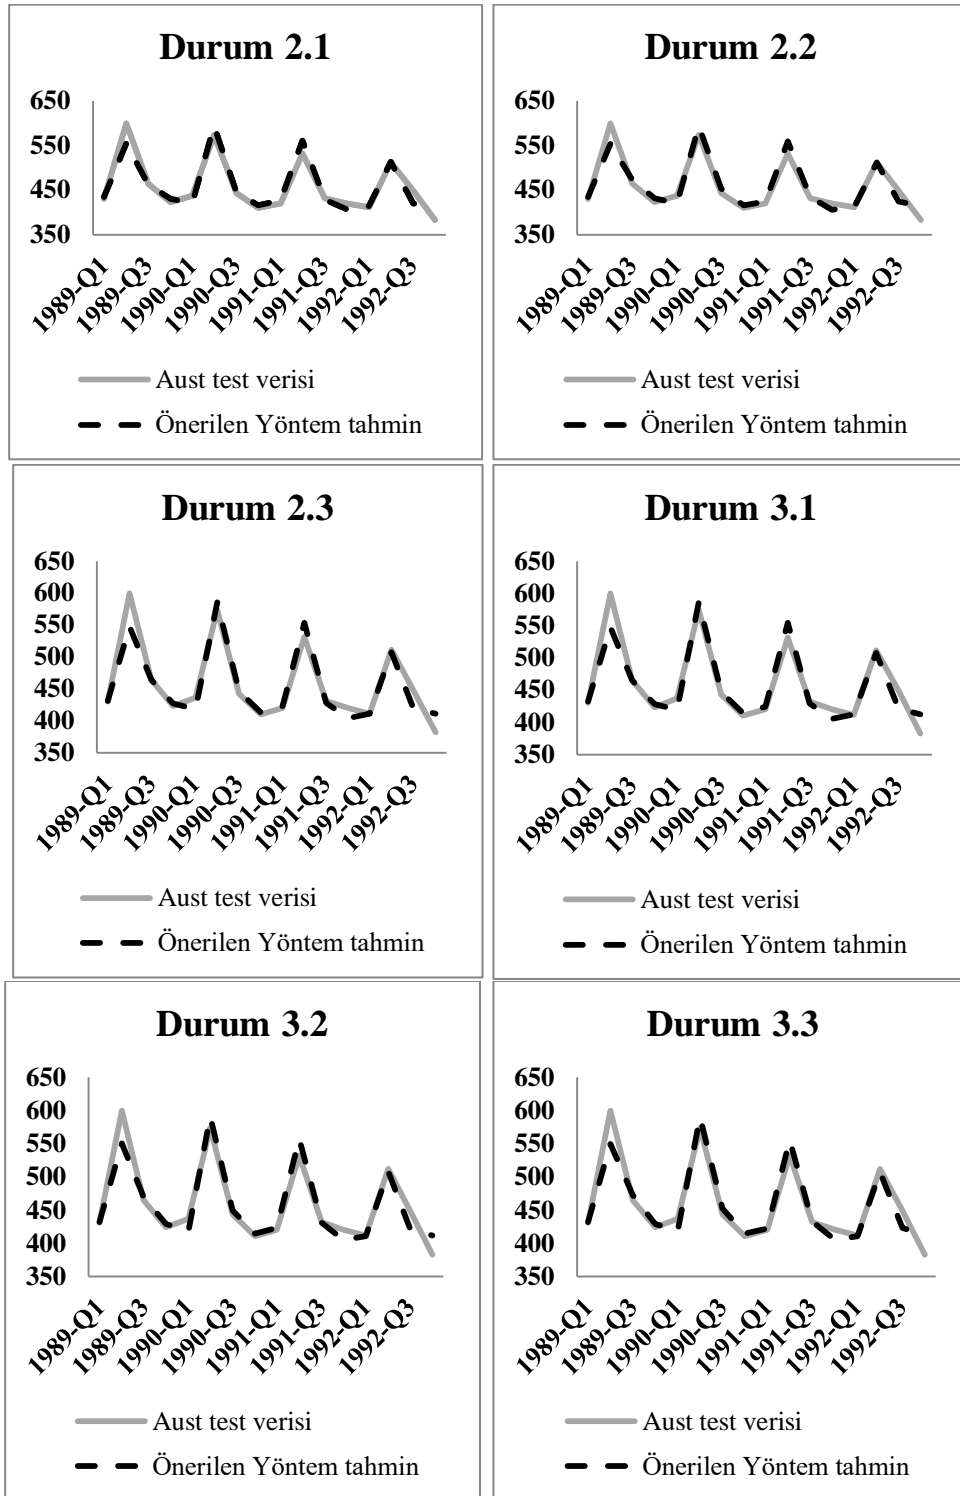 Durum 2.1
650
550
450
350
1989-Q1
1989-Q3
1990-Q1
1990-Q3
1991-Q1
1991-Q3
1992-Q1
1992-Q3
Aust test verisi
Önerilen Yöntem tahmin
Durum 2.2
650
550
450
350
1989-Q1
1989-Q3
1990-Q1
1990-Q3
1991-Q1
1991-Q3
1992-Q1
1992-Q3
Aust test verisi
Önerilen Yöntem tahmin
Durum 2.3
650
600
550
500
450
400
350
1989-Q1
1989-Q3
1990-Q1
1990-Q3
1991-Q1
1991-Q3
1992-Q1
1992-Q3
Aust test verisi
Önerilen Yöntem tahmin
Durum 3.1
650
600
550
500
450
400
350
1989-Q1
1989-Q3
1990-Q1
1990-Q3
1991-Q1
1991-Q3
1992-Q1
1992-Q3
Aust test verisi
Önerilen Yöntem tahmin
Durum 3.2
650
600
550
500
450
400
350
1989-Q1
1989-Q3
1990-Q1
1990-Q3
1991-Q1
1991-Q3
1992-Q1
1992-Q3
Aust test verisi
Önerilen Yöntem tahmin
Durum 3.3
650
600
550
500
450
400
350
1989-Q1
1989-Q3
1990-Q1
1990-Q3
1991-Q1
1991-Q3
1992-Q1
1992-Q3
Aust test verisi
Önerilen Yöntem tahmin